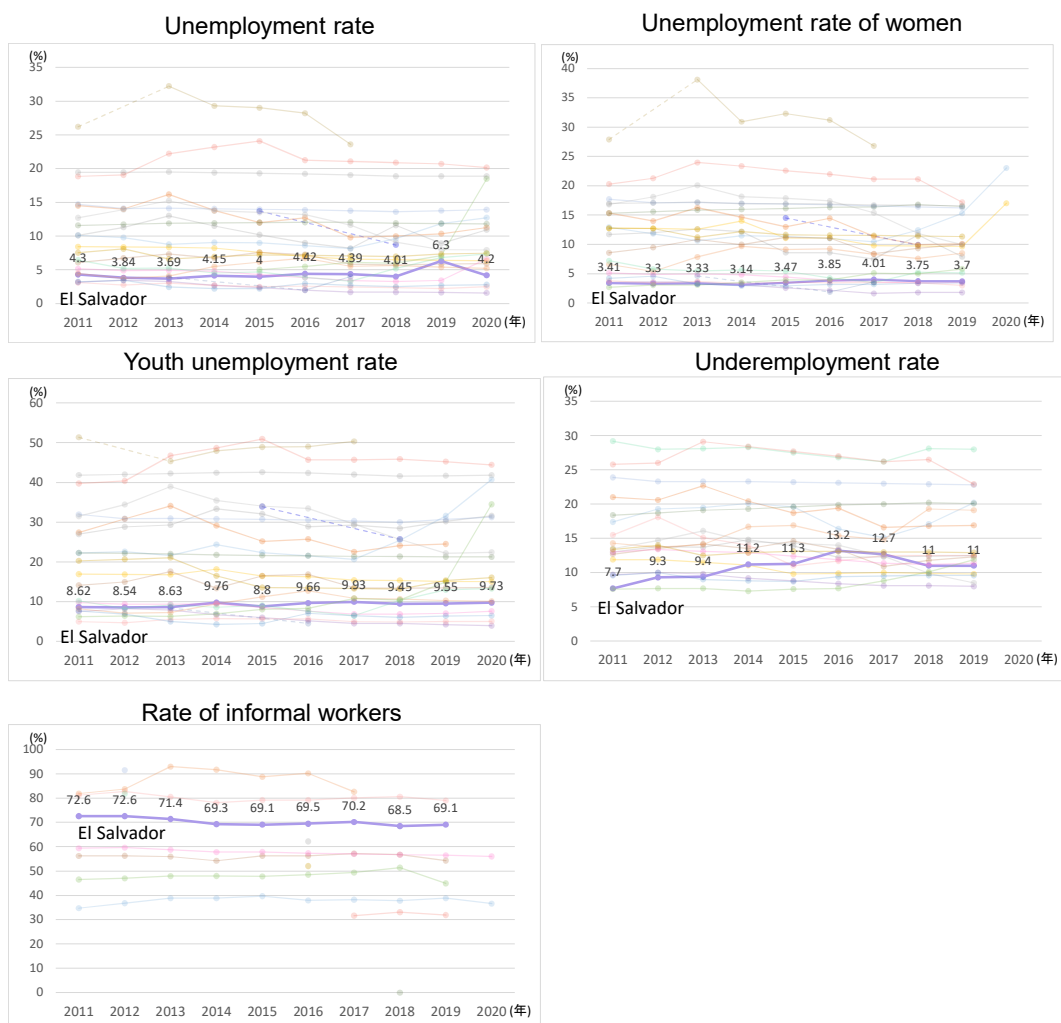 Unemployment rate
(%)
35
30
25
20
15
10
5
0
4.3 3.84 3.69 4.15 4 4.42 4.39 4.01 6.3 4.2
El Salvador
2011 2012 2013 2014 2015 2016 2017 2018 2019 2020 (年)
Unemployment rate of women
(%)
40
35
30
25
20
15
10
5
0
3.41 3.3 3.33 3.14 3.47 3.85 4.01 3.75 3.7
El Salvador
2011 2012 2013 2014 2015 2016 2017 2018 2019 2020 (年)
Youth unemployment rate
(%)
60
50
40
30
20
10
0
8.62 8.54 8.63 9.76 8.8 9.66 9.93 9.45 9.55 9.73
El Salvador
2011 2012 2013 2014 2015 2016 2017 2018 2019 2020 (年)
Underemployment rate
(%)
35
30
25
20
15
10
5
0
7.7 9.3 9.4 11.2 11.3 13.2 12.7 11 11
El Salvador
2011 2012 2013 2014 2015 2016 2017 2018 2019 2020 (年)
Rate of informal workers
(%)
100
90
80
70
60
50
40
30
20
10
0
72.6 72.6 71.4 69.3 69.1 69.5 70.2 68.5 69.1
El Salvador
2011 2012 2013 2014 2015 2016 2017 2018 2019 2020 (年)